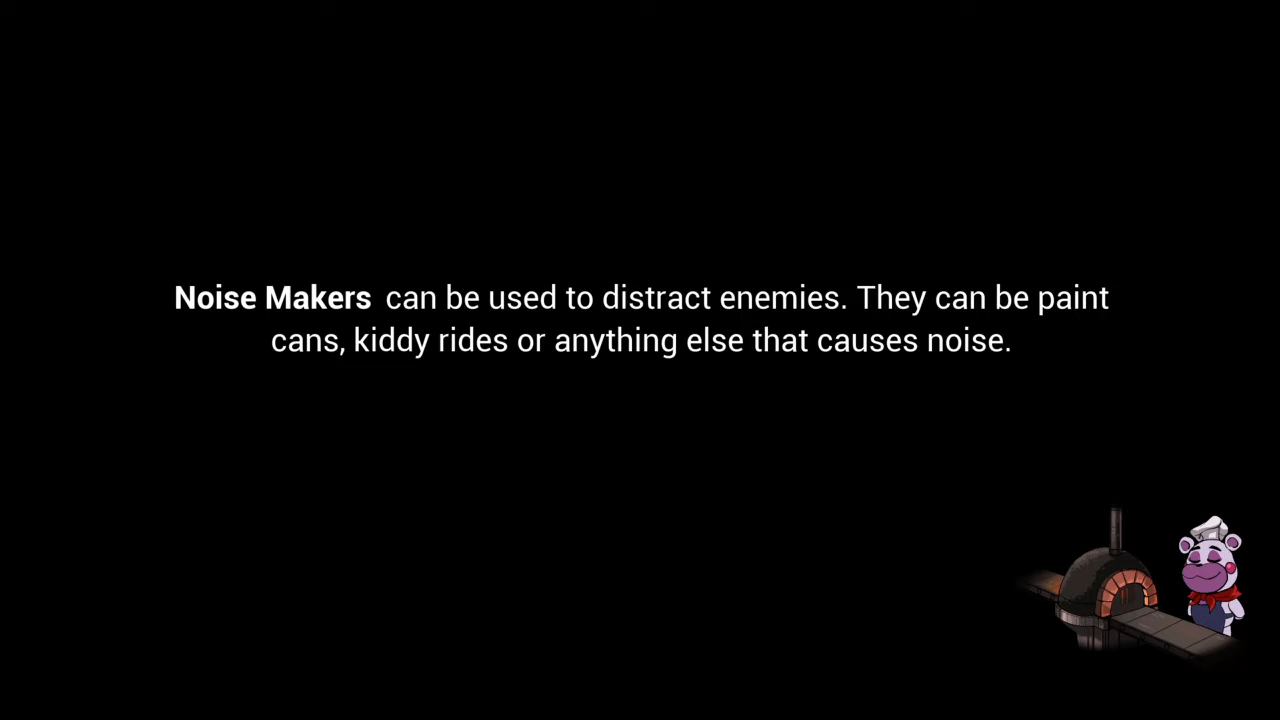 Noise Makers can be used to distract enemies. They can be paint
cans, kiddy rides or anything else that causes noise.